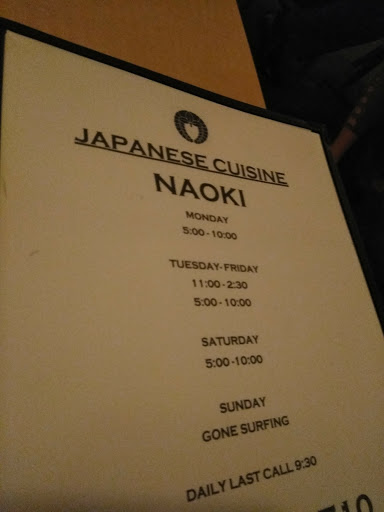 JAPANESE CUISINE
NAOKI
MONDAY
5:00 - 10:00
TUESDAY-FRIDAY
11:00 - 2:30
5:00 - 10:00
SATURDAY
5:00 -10:00
SUNDAY
GONE SURFING
DAILY LAST CALL 9:30